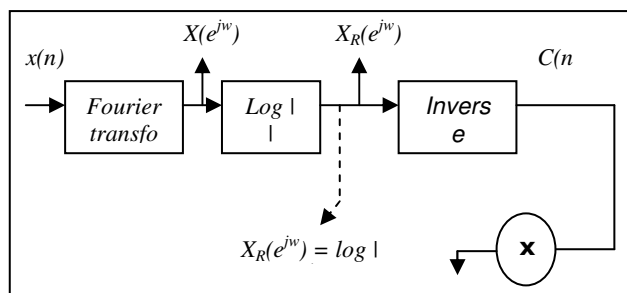 X(e^{jw})
X_R(e^{jw})
x(n)
C(n
Fourier
transfo
Log |
|
Invers
e
X_R(e^{jw}) = log |
x